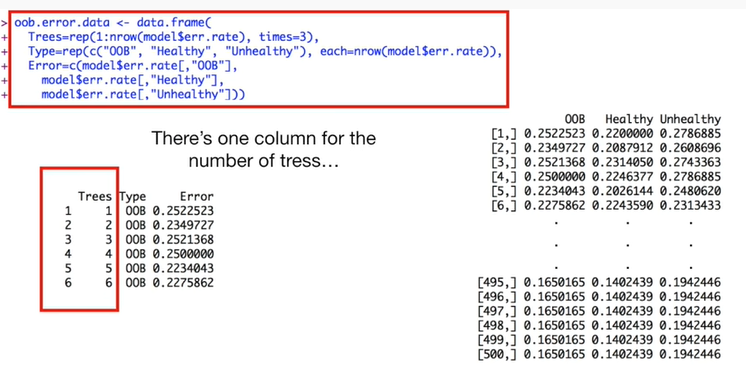 > oob.error.data <- data.frame(
+   Trees=rep(1:nrow(model$err.rate), times=3),
+   Type=rep(c("OOB", "Healthy", "Unhealthy"), each=nrow(model$err.rate)),
+   Error=c(model$err.rate[,"OOB"],
+     model$err.rate[,"Healthy"],
+     model$err.rate[,"Unhealthy"]))
There's one column for the
number of tress...
Trees Type Error
1 1 OOB 0.2522523
2 2 OOB 0.2349727
3 3 OOB 0.2521368
4 4 OOB 0.2500000
5 5 OOB 0.2234043
6 6 OOB 0.2275862
OOB Healthy Unhealthy
[1,] 0.2522523 0.2200000 0.2786885
[2,] 0.2349727 0.2087912 0.2608696
[3,] 0.2521368 0.2314050 0.2743363
[4,] 0.2500000 0.2246377 0.2786885
[5,] 0.2234043 0.2026144 0.2480620
[6,] 0.2275862 0.2243590 0.2313433
. . .
. . .
. . .
[495,] 0.1650165 0.1402439 0.1942446
[496,] 0.1650165 0.1402439 0.1942446
[497,] 0.1650165 0.1402439 0.1942446
[498,] 0.1650165 0.1402439 0.1942446
[499,] 0.1650165 0.1402439 0.1942446
[500,] 0.1650165 0.1402439 0.1942446